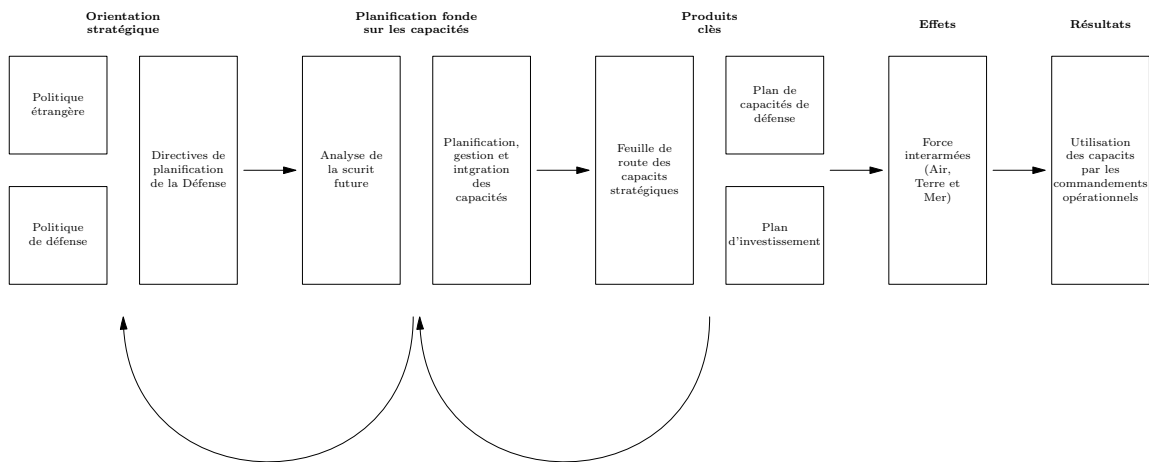 Orientation
stratégique
Planification fonde
sur les capacités
Produits
clès
Effets
Résultats
Politique
étrangère
Politique
de défense
Directives de
planification
de la Défense
Analyse de
la scurit
future
Planification,
gestion et
intgration
des
capacités
Feuille de
route des
capacits
stratégiques
Plan de
capacités de
défense
Plan
d'investissement
Force
interarmées
(Air,
Terre et
Mer)
Utilisation
des capacits
par les
commandements
opérationnels